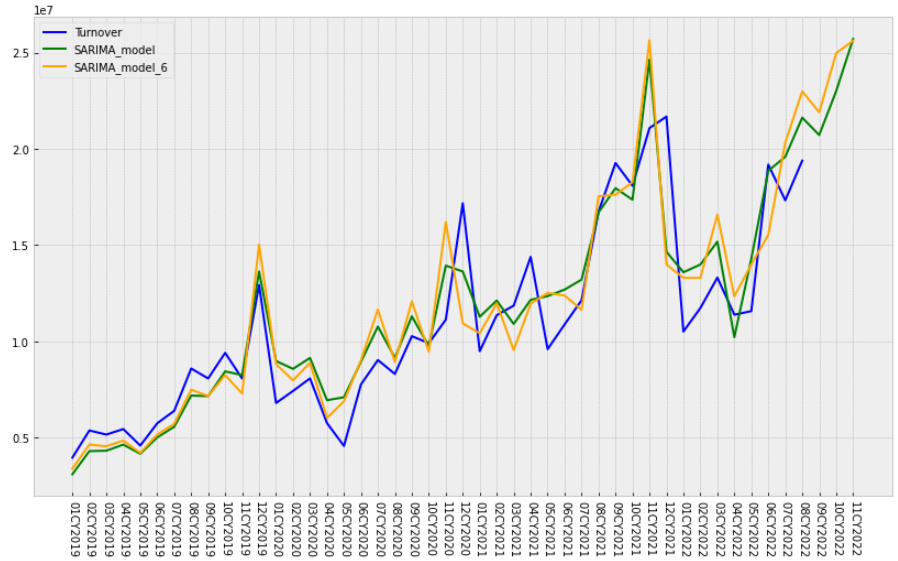 1e7
Turnover
SARIMA_model
SARIMA_model_6
2.5
2.0
1.5
1.0
0.5
01CY2019
02CY2019
03CY2019
04CY2019
05CY2019
06CY2019
07CY2019
08CY2019
09CY2019
10CY2019
11CY2019
12CY2019
01CY2020
02CY2020
03CY2020
04CY2020
05CY2020
06CY2020
07CY2020
08CY2020
09CY2020
10CY2020
11CY2020
12CY2020
01CY2021
02CY2021
03CY2021
04CY2021
05CY2021
06CY2021
07CY2021
08CY2021
09CY2021
10CY2021
11CY2021
12CY2021
01CY2022
02CY2022
03CY2022
04CY2022
05CY2022
06CY2022
07CY2022
08CY2022
09CY2022
10CY2022
11CY2022